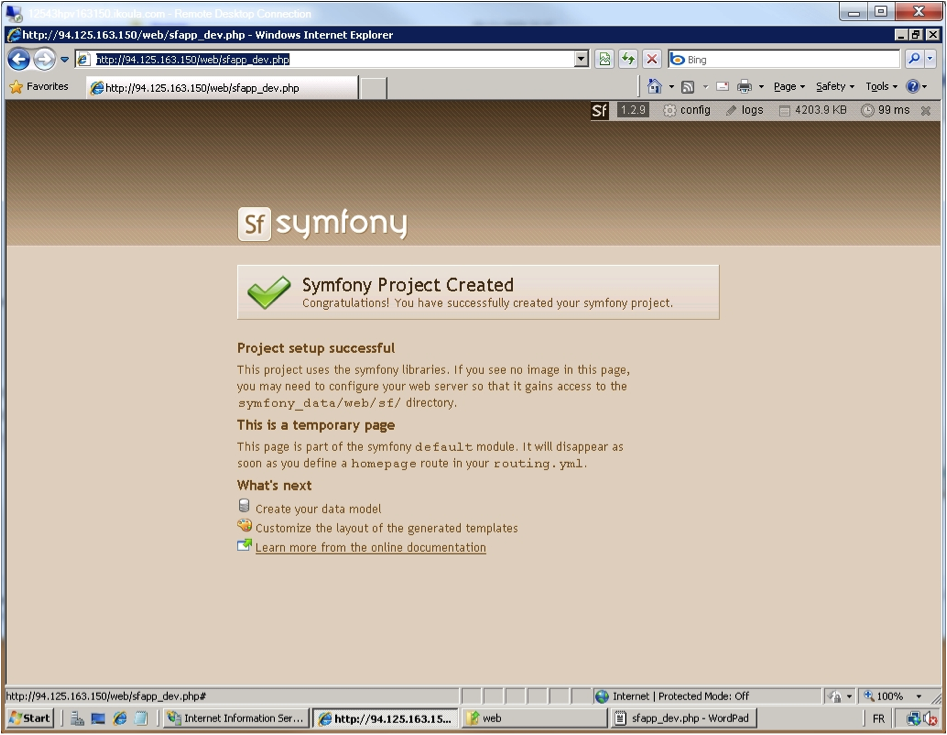 12543hpv163150.ikoula.com - Remote Desktop Connection
http://94.125.163.150/web/sfapp_dev.php - Windows Internet Explorer
http://94.125.163.150/web/sfapp_dev.php
Bing
Favorites
http://94.125.163.150/web/sfapp_dev.php
Page
Safety
Tools
Sf 1.2.9 config logs 4203.9 KB 99 ms
Sf symfony
Symfony Project Created
Congratulations! You have successfully created your symfony project.
Project setup successful
This project uses the symfony libraries. If you see no image in this page,
you may need to configure your web server so that it gains access to the
symfony_data/web/sf/ directory.
This is a temporary page
This page is part of the symfony default module. It will disappear as
soon as you define a homepage route in your routing.yml.
What's next
Create your data model
Customize the layout of the generated templates
Learn more from the online documentation
http://94.125.163.150/web/sfapp_dev.php#
Internet | Protected Mode: Off
100%
Start
Internet Information Ser...
http://94.125.163.15...
web
sfapp_dev.php - WordPad
FR